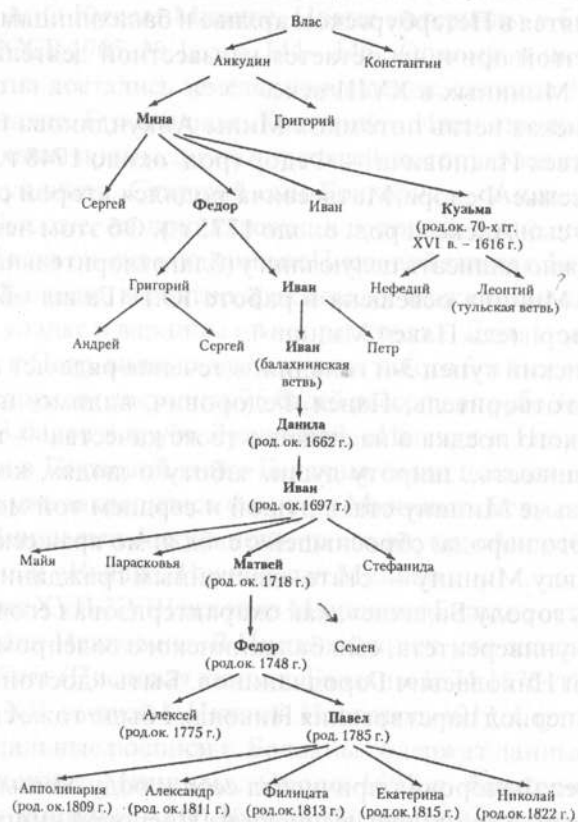 Влас
Анкудин Константин
Мина Григорий
Сергей Федор Иван Кузьма
(род.ок. 70-х гг.
XVI в. – 1616 г.)
Григорий Иван Нефедий Леонтий
(тульская ветвь)
Андрей Сергей Иван Петр
(балахнинская
ветвь)
Данила
(род. ок. 1662 г.)
Иван
(род. ок.1697 г.)
Майя Парасковья Матвей Стефанида
(род. ок. 1718 г.)
Федор Семен
(род. ок. 1748 г.)
Алексей Павел
(род. ок. 1775 г.) (род. 1785 г.)
Апполинария Александр Филицата Екатерина Николай
(род. ок.1809 г.) (род. ок.1811 г.) (род. ок.1813 г.) (род. ок. 1815 г.) (род. ок.1822 г.)